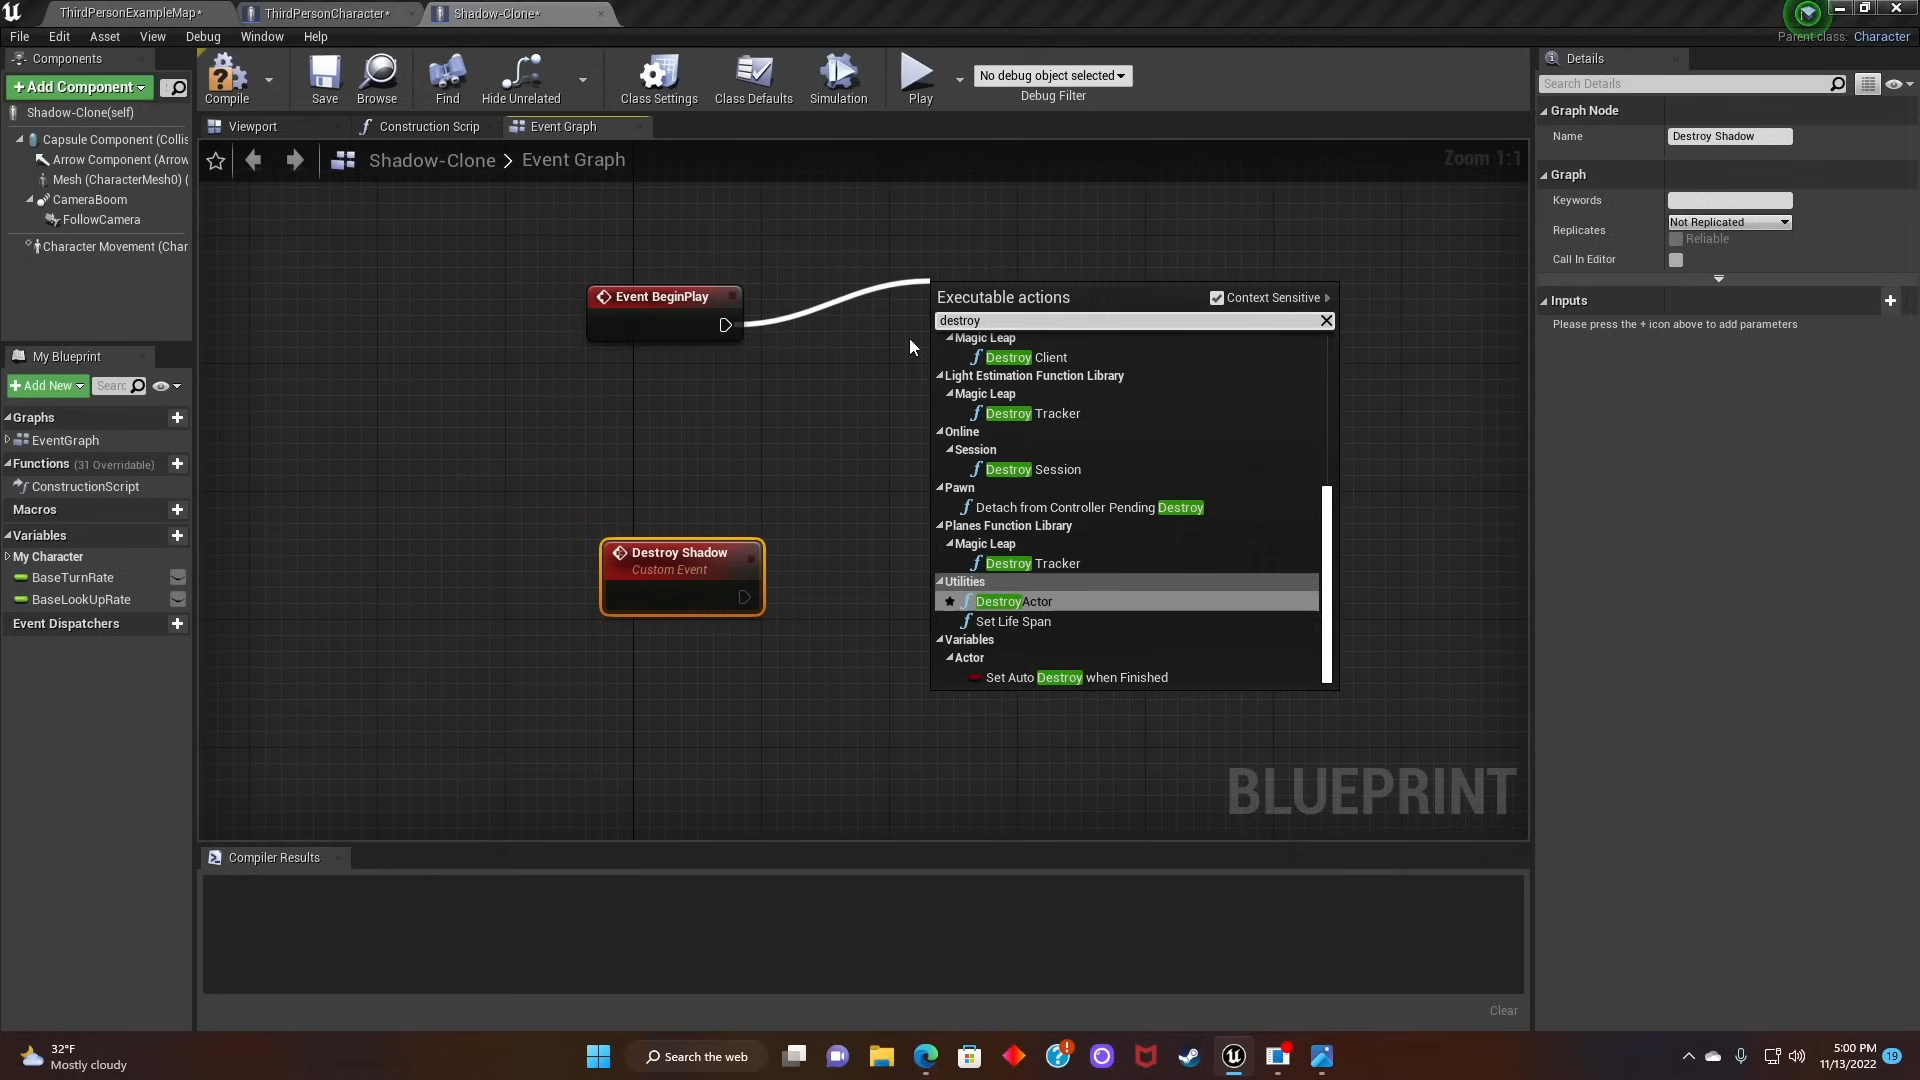 ThirdPersonExampleMap*
ThirdPersonCharacter*
Shadow-Clone*
File Edit Asset View Debug Window Help
Parent class: Character
Components
+Add Component
Shadow-Clone(self)
Capsule Component (Collis
Arrow Component (Arrow
Mesh (CharacterMesh0) (
CameraBoom
FollowCamera
Character Movement (Char
My Blueprint
+Add New
Searc
Graphs
EventGraph
Functions (31 Overridable)
ConstructionScript
Macros
Variables
My Character
BaseTurnRate
BaseLookUpRate
Event Dispatchers
Compile
Save
Browse
Find
Hide Unrelated
Class Settings
Class Defaults
Simulation
Play
No debug object selected
Debug Filter
Viewport
Construction Scrip
Event Graph
Shadow-Clone > Event Graph
Zoom 1:1
Event BeginPlay
Destroy Shadow
Custom Event
Executable actions
Context Sensitive
destroy
Magic Leap
Destroy Client
Light Estimation Function Library
Magic Leap
Destroy Tracker
Online
Session
Destroy Session
Pawn
Detach from Controller Pending Destroy
Planes Function Library
Magic Leap
Destroy Tracker
Utilities
DestroyActor
Set Life Span
Variables
Actor
Set Auto Destroy when Finished
BLUEPRINT
Compiler Results
Clear
Details
Search Details
Graph Node
Name
Destroy Shadow
Graph
Keywords
Replicates
Not Replicated
Reliable
Call In Editor
Inputs
Please press the + icon above to add parameters
32°F
Mostly cloudy
Search the web
5:00 PM
11/13/2022
19